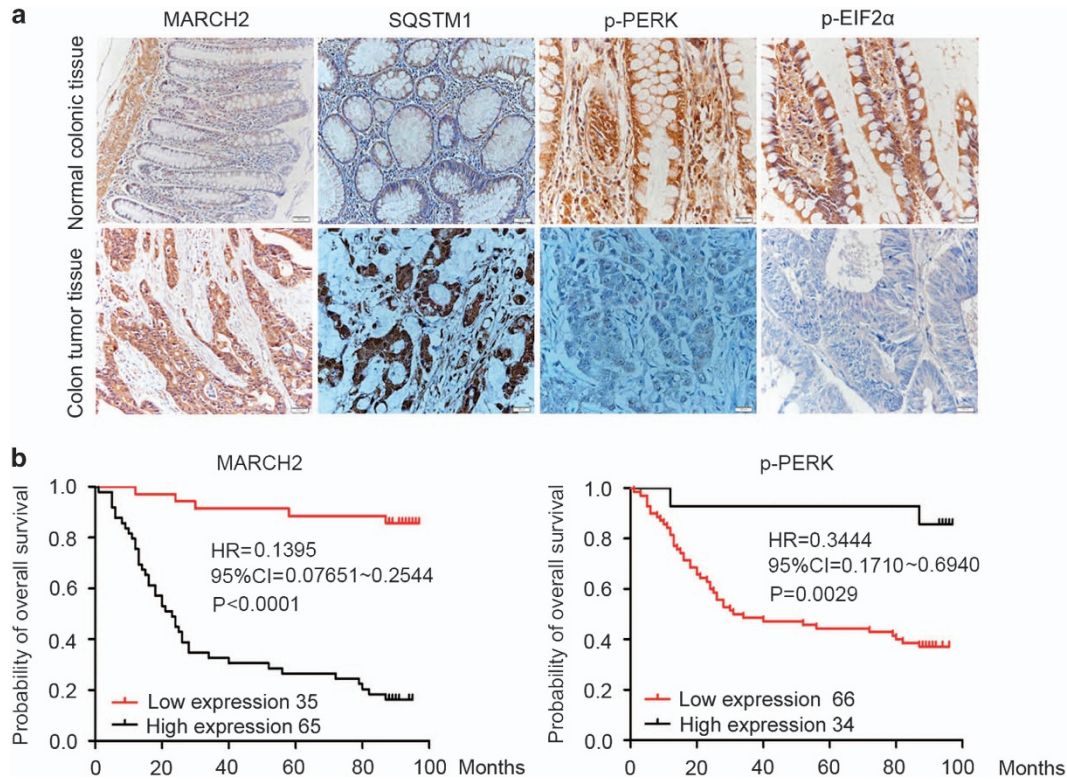 a
MARCH2 SQSTM1 p-PERK p-EIF2α
Normal colonic tissue
Colon tumor tissue
b
MARCH2
Probability of overall survival
1.0
0.8
0.6
0.4
0.2
0.0
HR=0.1395
95%CI=0.07651~0.2544
P<0.0001
Low expression 35
High expression 65
0 20 40 60 80 100 Months
p-PERK
Probability of overall survival
1.0
0.8
0.6
0.4
0.2
0.0
HR=0.3444
95%CI=0.1710~0.6940
P=0.0029
Low expression 66
High expression 34
0 20 40 60 80 100 Months